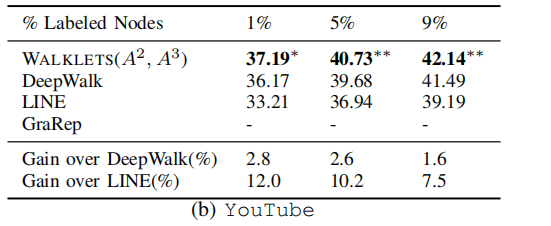 % Labeled Nodes 1% 5% 9%
WALKLETS(A², A³) 37.19* 40.73** 42.14**
DeepWalk 36.17 39.68 41.49
LINE 33.21 36.94 39.19
GraRep - - -
Gain over DeepWalk(%) 2.8 2.6 1.6
Gain over LINE(%) 12.0 10.2 7.5
(b) YouTube